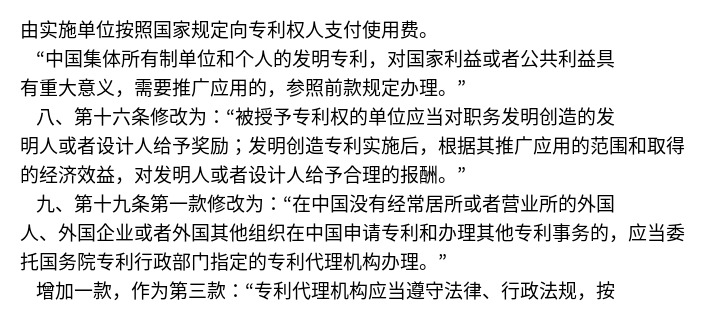 由实施单位按照国家规定向专利权人支付使用费。
“中国集体所有制单位和个人的发明专利，对国家利益或者公共利益具
有重大意义，需要推广应用的，参照前款规定办理。”
八、第十六条修改为：“被授予专利权的单位应当对职务发明创造的发
明人或者设计人给予奖励；发明创造专利实施后，根据其推广应用的范围和取得
的经济效益，对发明人或者设计人给予合理的报酬。”
九、第十九条第一款修改为：“在中国没有经常居所或者营业所的外国
人、外国企业或者外国其他组织在中国申请专利和办理其他专利事务的，应当委
托国务院专利行政部门指定的专利代理机构办理。”
增加一款，作为第三款：“专利代理机构应当遵守法律、行政法规，按